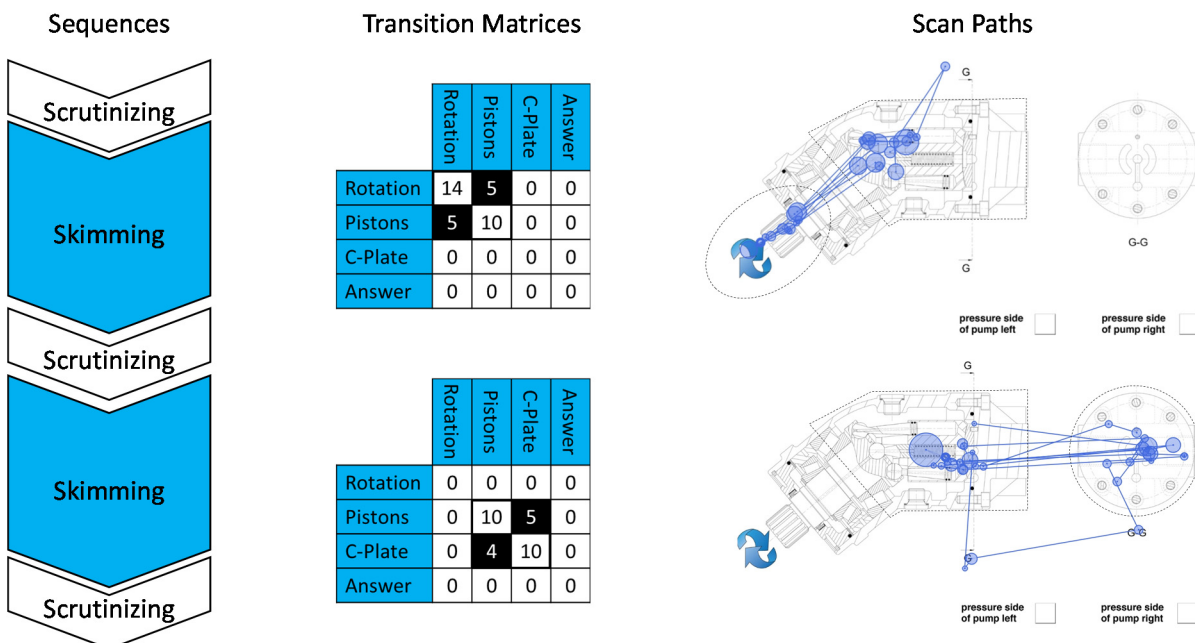 Sequences
Transition Matrices
Scan Paths
Scrutinizing
Skimming
Scrutinizing
Skimming
Scrutinizing
Rotation Pistons C-Plate Answer
Rotation 14 5 0 0
Pistons 5 10 0 0
C-Plate 0 0 0 0
Answer 0 0 0 0
Rotation Pistons C-Plate Answer
Rotation 0 0 0 0
Pistons 0 10 5 0
C-Plate 0 4 10 0
Answer 0 0 0 0
G
G
G-G
pressure side
of pump left
pressure side
of pump right
G
G
G-G
pressure side
of pump left
pressure side
of pump right